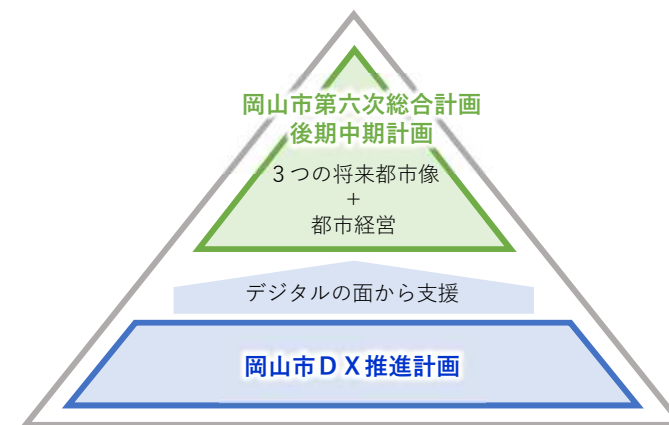 岡山市第六次総合計画
後期中期計画
３つの将来都市像
+
都市経営
デジタルの面から支援
岡山市ＤＸ推進計画